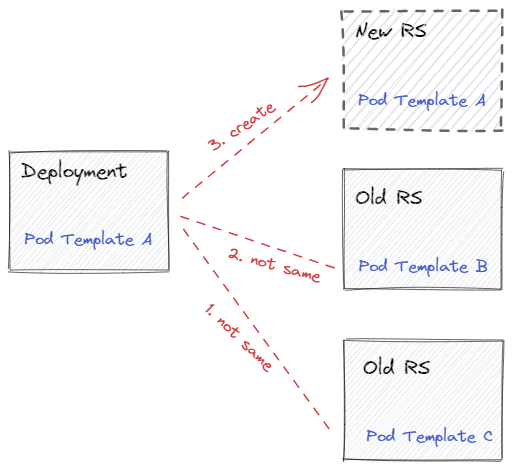 New RS
Pod Template A
3. create
Deployment
Pod Template A
Old RS
Pod Template B
2. not same
1. not same
Old RS
Pod Template C